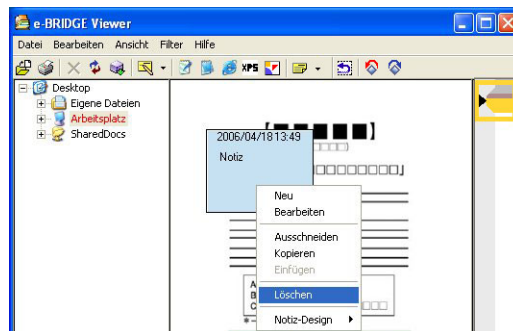 e-BRIDGE Viewer
Datei Bearbeiten Ansicht Filter Hilfe
XPS
Desktop
Eigene Dateien
Arbeitsplatz
SharedDocs
2006/04/18 13:49
Notiz
Neu
Bearbeiten
Ausschneiden
Kopieren
Einfügen
Löschen
Notiz-Design
A
B
C